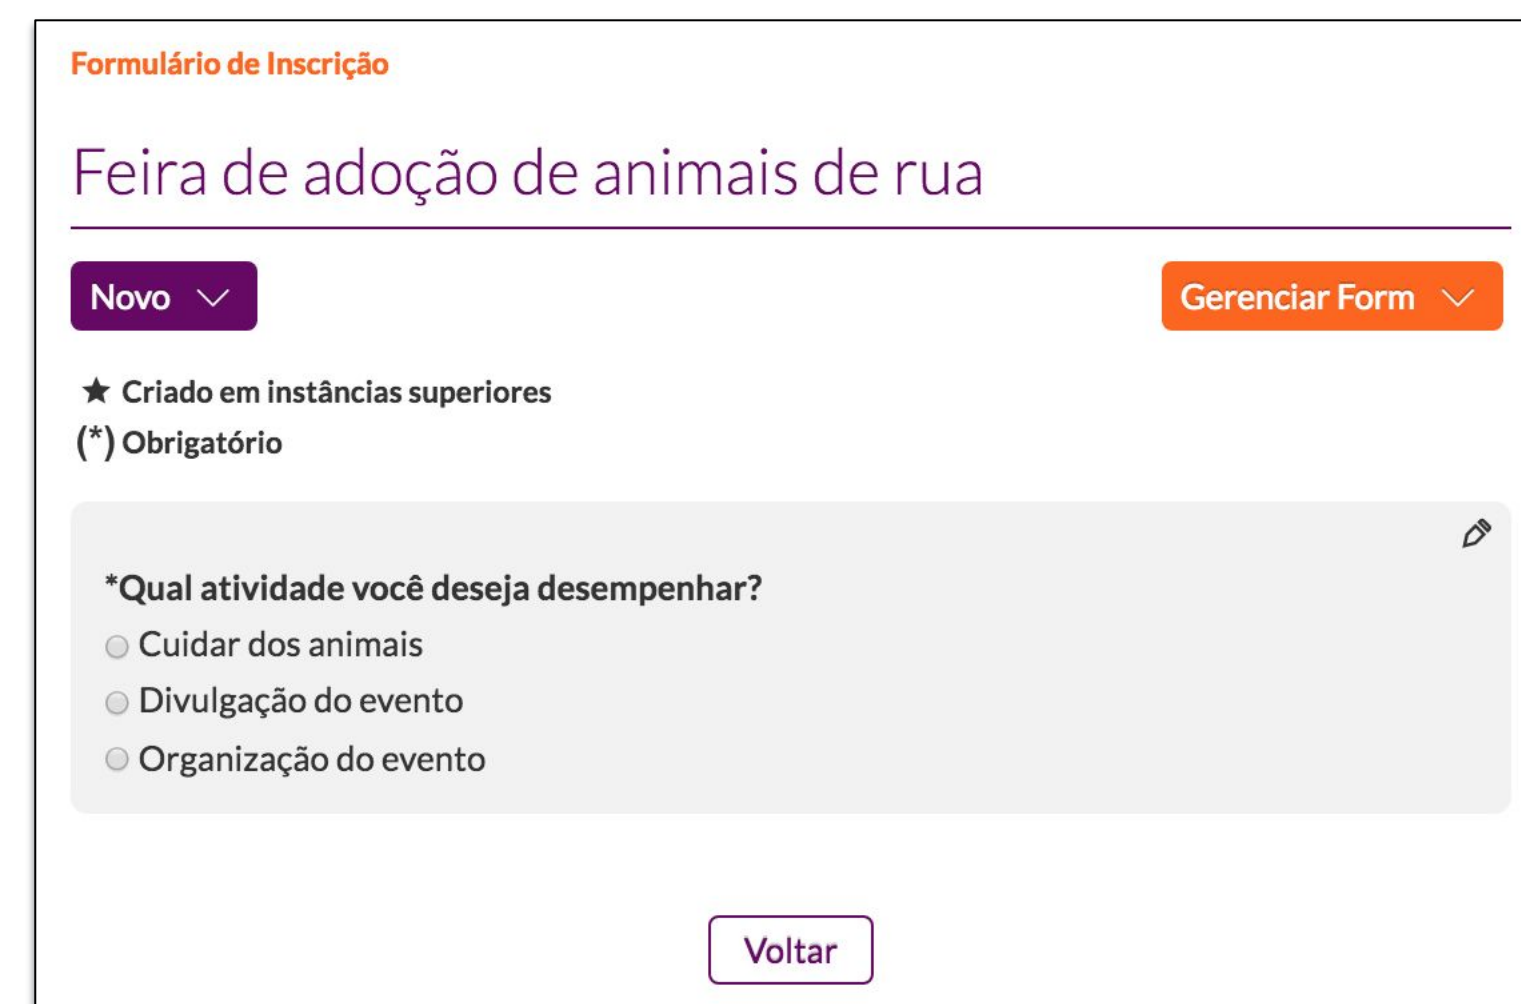 Formulário de Inscrição
Feira de adoção de animais de rua
Novo
Gerenciar Form
★ Criado em instâncias superiores
(*) Obrigatório
*Qual atividade você deseja desempenhar?
Cuidar dos animais
Divulgação do evento
Organização do evento
Voltar